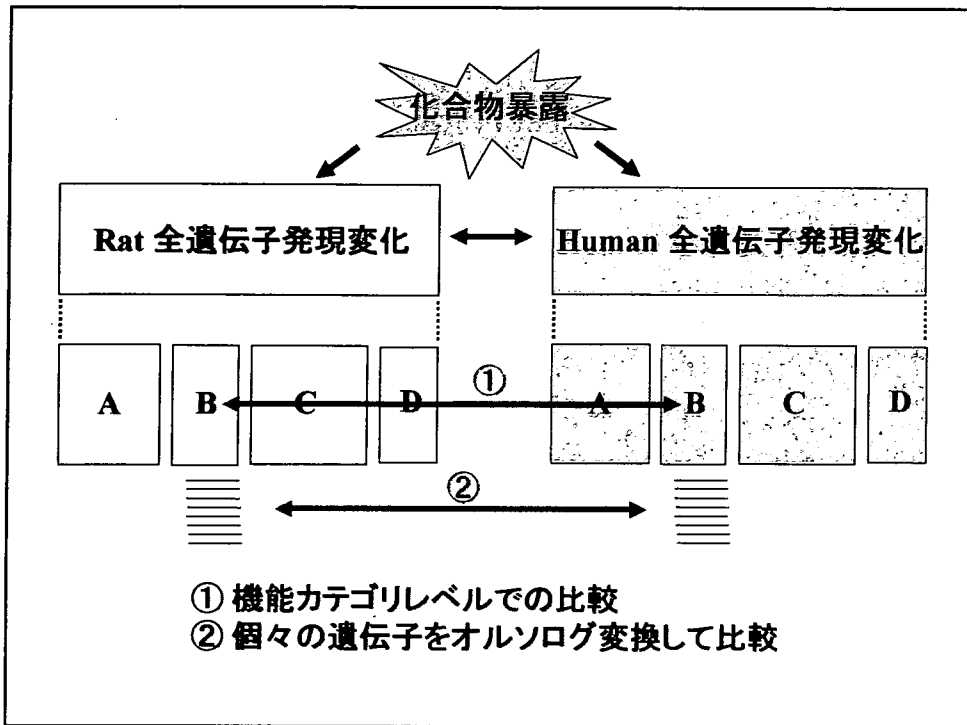 化合物暴露
Rat 全遺伝子発現変化
Human 全遺伝子発現変化
A B C D ① A B C D
②
① 機能カテゴリレベルでの比較
② 個々の遺伝子をオルソログ変換して比較